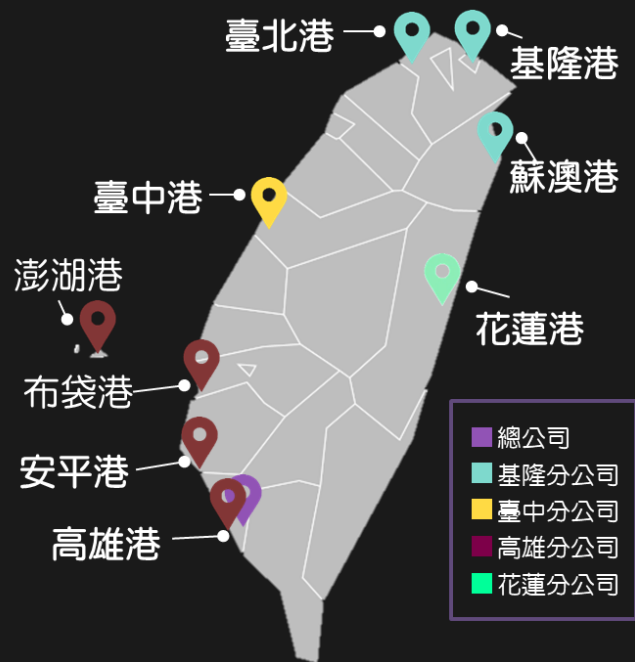 臺北港
基隆港
蘇澳港
臺中港
澎湖港
花蓮港
布袋港
安平港
高雄港
總公司
基隆分公司
臺中分公司
高雄分公司
花蓮分公司